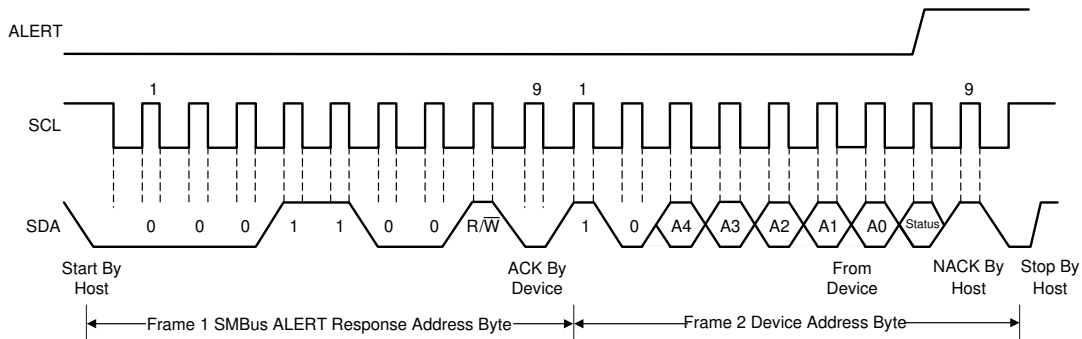 ALERT
1 9 1 9
SCL
SDA 0 0 0 1 1 0 0 R/W̅ 1 0 A4 A3 A2 A1 A0 Status
Start By
Host
ACK By
Device
From
Device
NACK By
Host
Stop By
Host
Frame 1 SMBus ALERT Response Address Byte
Frame 2 Device Address Byte